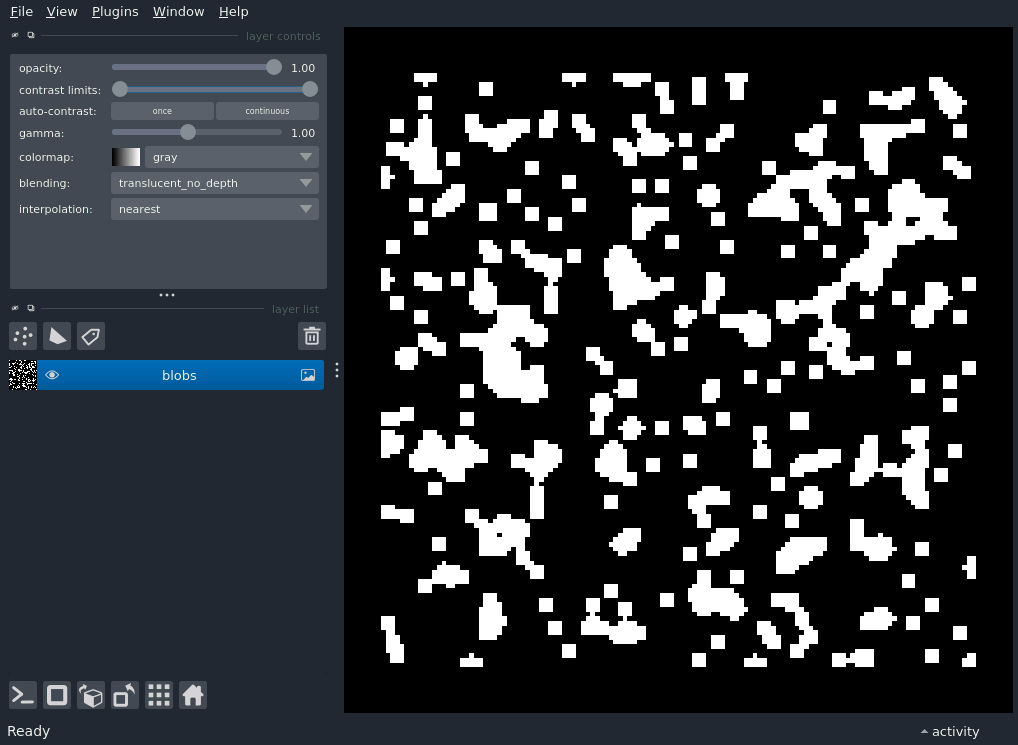 File View Plugins Window Help
layer controls
opacity: 1.00
contrast limits:
auto-contrast: once continuous
gamma: 1.00
colormap: gray
blending: translucent_no_depth
interpolation: nearest
layer list
blobs
Ready activity